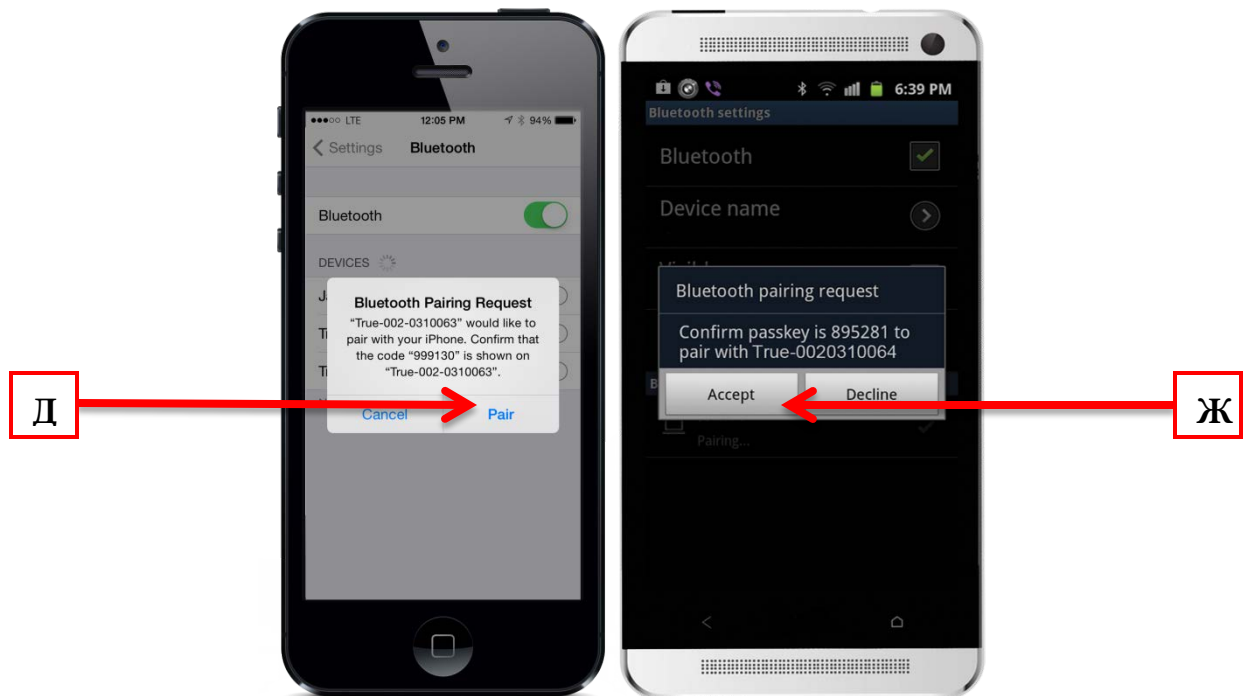 ●●●○○ LTE 12:05 PM 94%
Settings Bluetooth
Bluetooth
DEVICES
Bluetooth Pairing Request
“True-002-0310063” would like to
pair with your iPhone. Confirm that
the code “999130” is shown on
“True-002-0310063”.
Cancel Pair
Д
6:39 PM
Bluetooth settings
Bluetooth
Device name
Bluetooth pairing request
Confirm passkey is 895281 to
pair with True-0020310064
Accept Decline
Pairing...
Ж